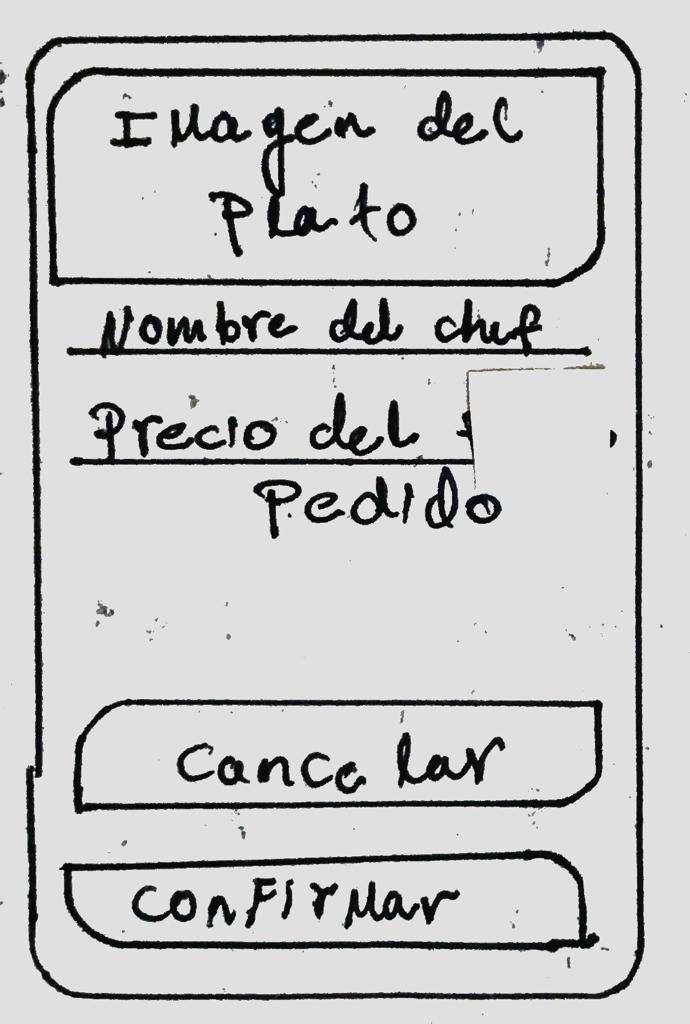 Imagen del
Plato
Nombre del chef
Precio del
Pedido
Cancelar
Confirmar